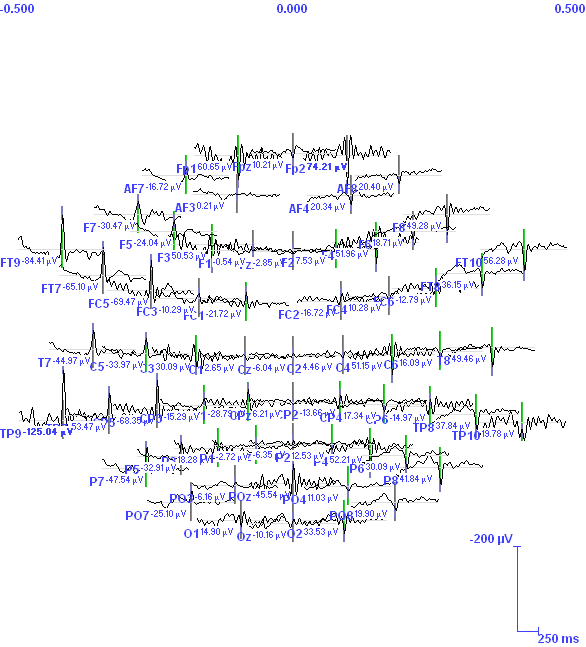 -0.500 0.000 0.500
Fp1 60.65 µV Fpz 10.21 µV Fp2 74.21 µV
AF7 -16.72 µV AF8 20.40 µV
AF3 0.21 µV AF4 20.34 µV
F7 -30.47 µV F8 49.28 µV
F5 -24.04 µV 18.71 µV
F3 50.53 µV F1 -0.54 µV Fz -2.85 µV F2 7.53 µV F4 51.96 µV
FT9 -84.41 µV FT10 56.28 µV
FT7 -65.10 µV FT8 36.15 µV
FC5 -69.47 µV FC6 -12.79 µV
FC3 -10.29 µV FC1 -21.72 µV FC2 -16.72 µV FC4 10.28 µV
T7 -44.97 µV T8 49.46 µV
C5 -33.97 µV C3 30.09 µV C1 2.65 µV Cz -6.04 µV C2 4.46 µV C4 51.15 µV C6 16.09 µV
TP9 -125.04 µV 53.47 µV -68.35 µV CP3 -15.29 µV -28.79 CPz 6.21 µV CP2 -13.66 µV CP4 17.34 µV CP6 -14.97 µV TP8 37.84 µV TP10 19.78 µV
P7 -47.54 µV P5 -32.91 µV 18.28 µV -2.72 µV -6.35 µV P2 12.53 µV P4 52.21 µV P6 30.09 µV P8 41.84 µV
-6.16 µV POz -45.54 µV PO4 11.03 µV
PO7 -25.10 µV PO8 19.90 µV
O1 14.90 µV Oz -10.16 µV O2 33.53 µV
-200 µV
250 ms